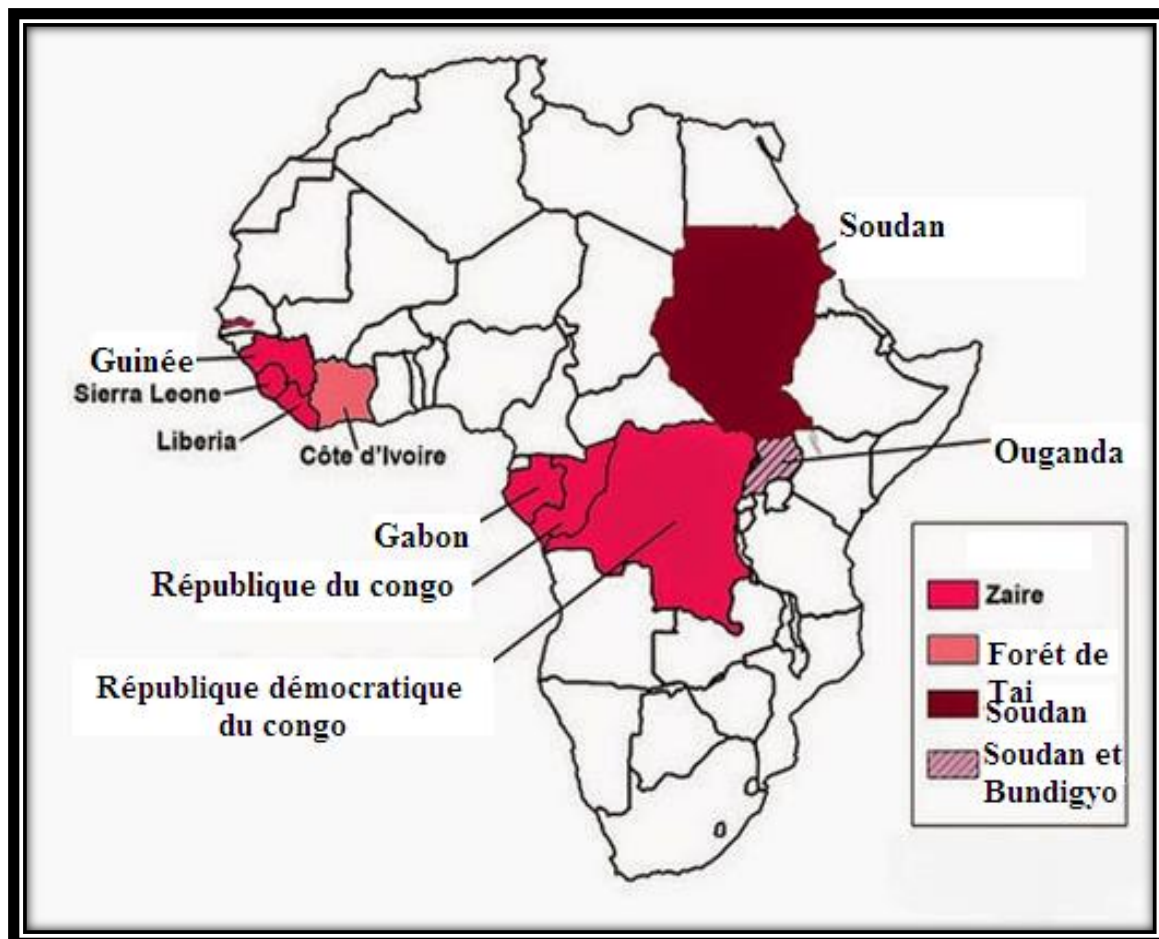 Soudan
Guinée
Sierra Leone
Liberia
Côte d'Ivoire
Ouganda
Gabon
République du congo
République démocratique
du congo
Zaire
Forét de
Tai
Soudan
Soudan et
Bundigyo